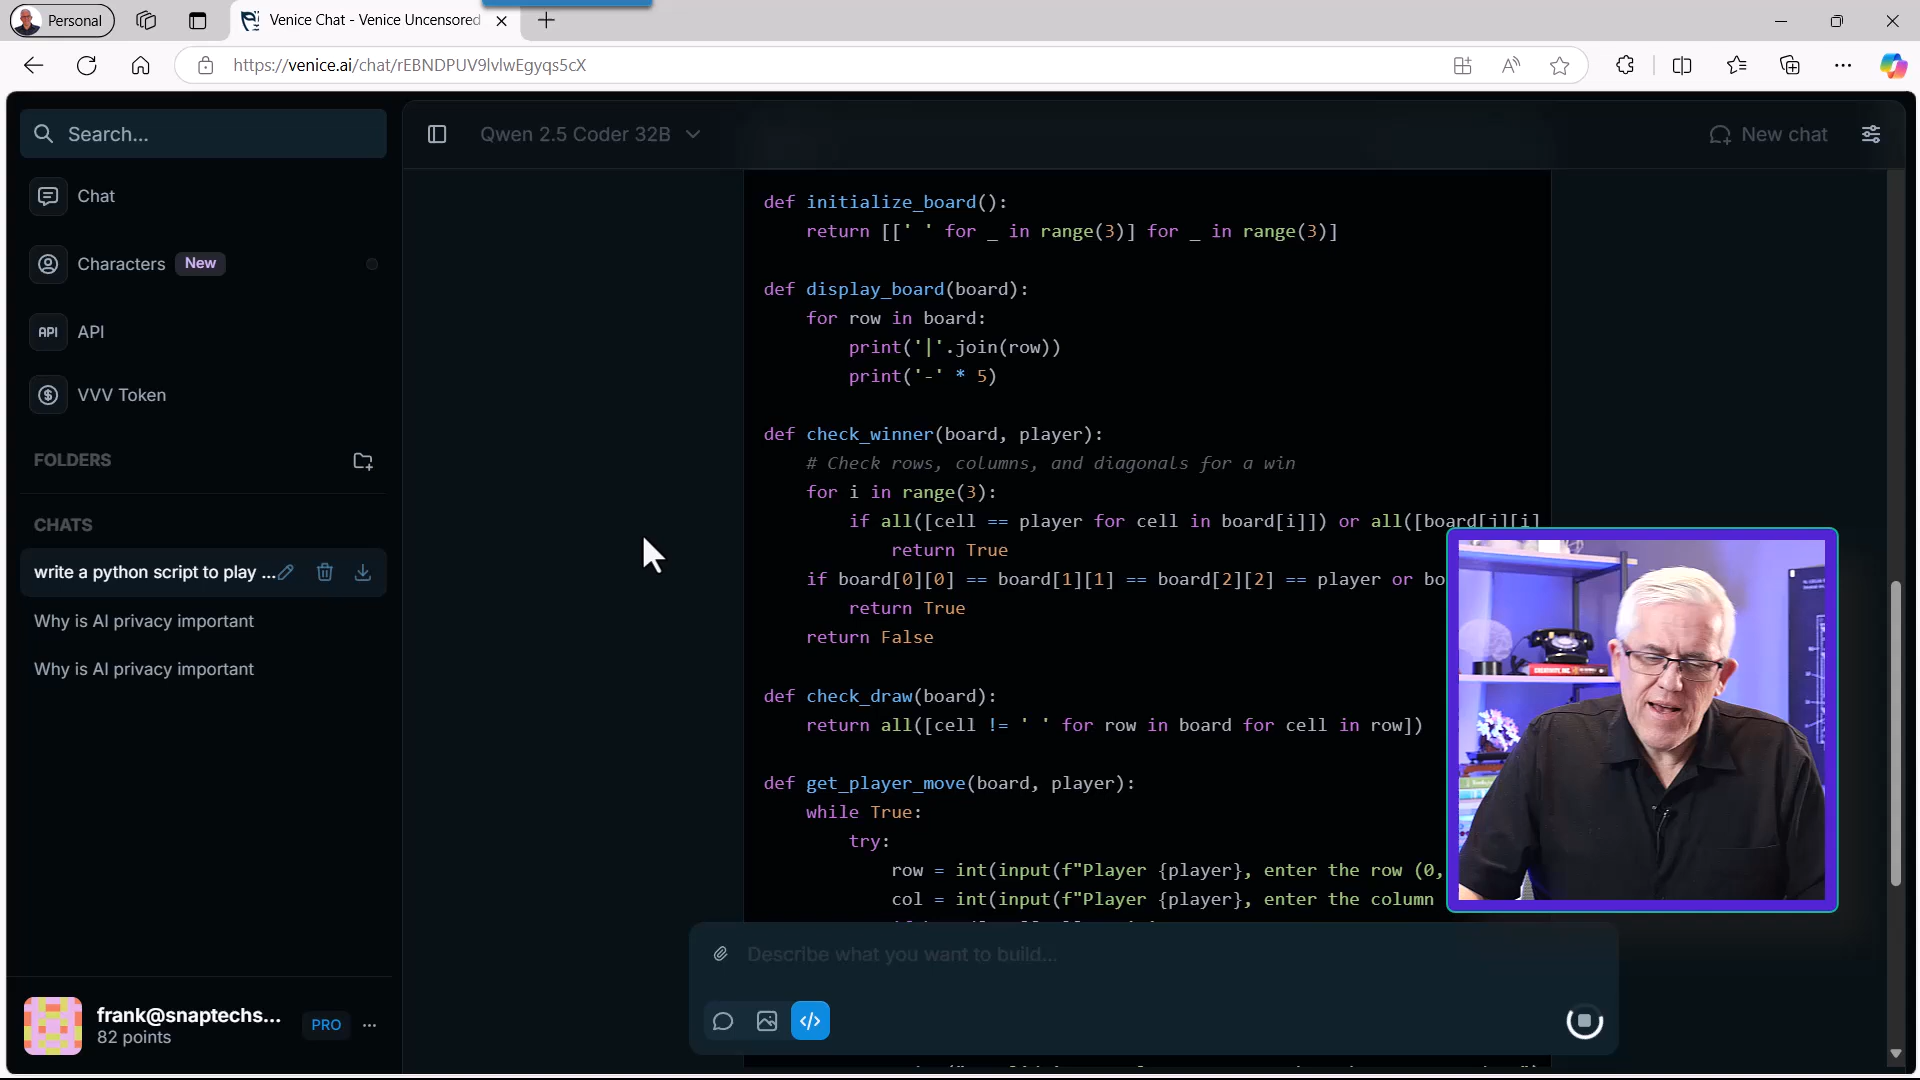 Personal
Venice Chat - Venice Uncensored
https://venice.ai/chat/rEBNDPUV9lvlwEgyqs5cX
Search...
Qwen 2.5 Coder 32B
New chat
Chat
Characters New
API API
VVV Token
FOLDERS
CHATS
write a python script to play ...
Why is AI privacy important
Why is AI privacy important
frank@snaptechs...
82 points
PRO
def initialize_board():
return [[' ' for _ in range(3)] for _ in range(3)]
def display_board(board):
for row in board:
print('|'.join(row))
print('-' * 5)
def check_winner(board, player):
# Check rows, columns, and diagonals for a win
for i in range(3):
if all([cell == player for cell in board[i]]) or all([board[j][i]
return True
if board[0][0] == board[1][1] == board[2][2] == player or bo
return True
return False
def check_draw(board):
return all([cell != ' ' for row in board for cell in row])
def get_player_move(board, player):
while True:
try:
row = int(input(f"Player {player}, enter the row (0,
col = int(input(f"Player {player}, enter the column
Describe what you want to build...